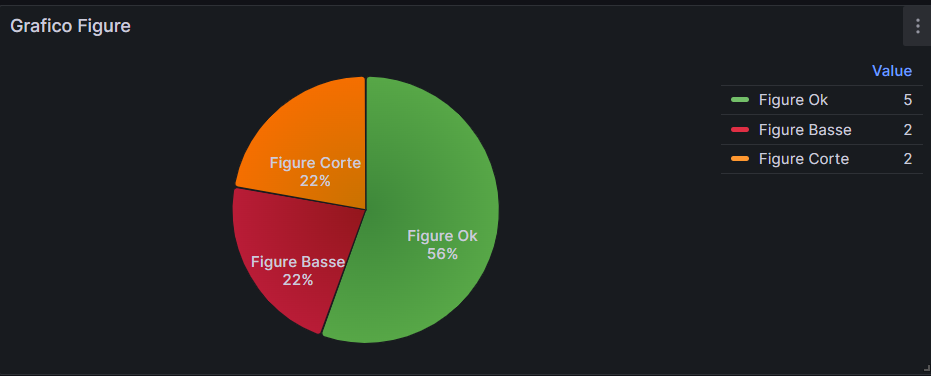 Grafico Figure
Value
Figure Ok 5
Figure Basse 2
Figure Corte 2
Figure Corte
22%
Figure Ok
56%
Figure Basse
22%